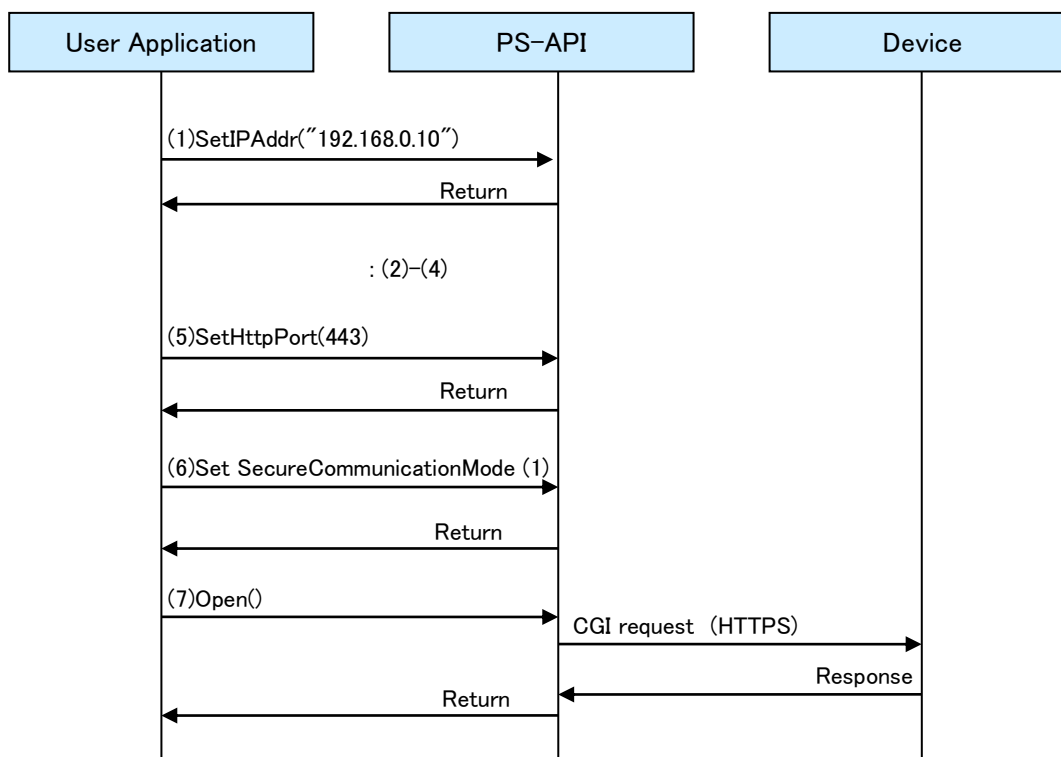 User Application
PS-API
Device
(1)SetIPAddr("192.168.0.10")
Return
: (2)-(4)
(5)SetHttpPort(443)
Return
(6)Set SecureCommunicationMode (1)
Return
(7)Open()
CGI request (HTTPS)
Response
Return